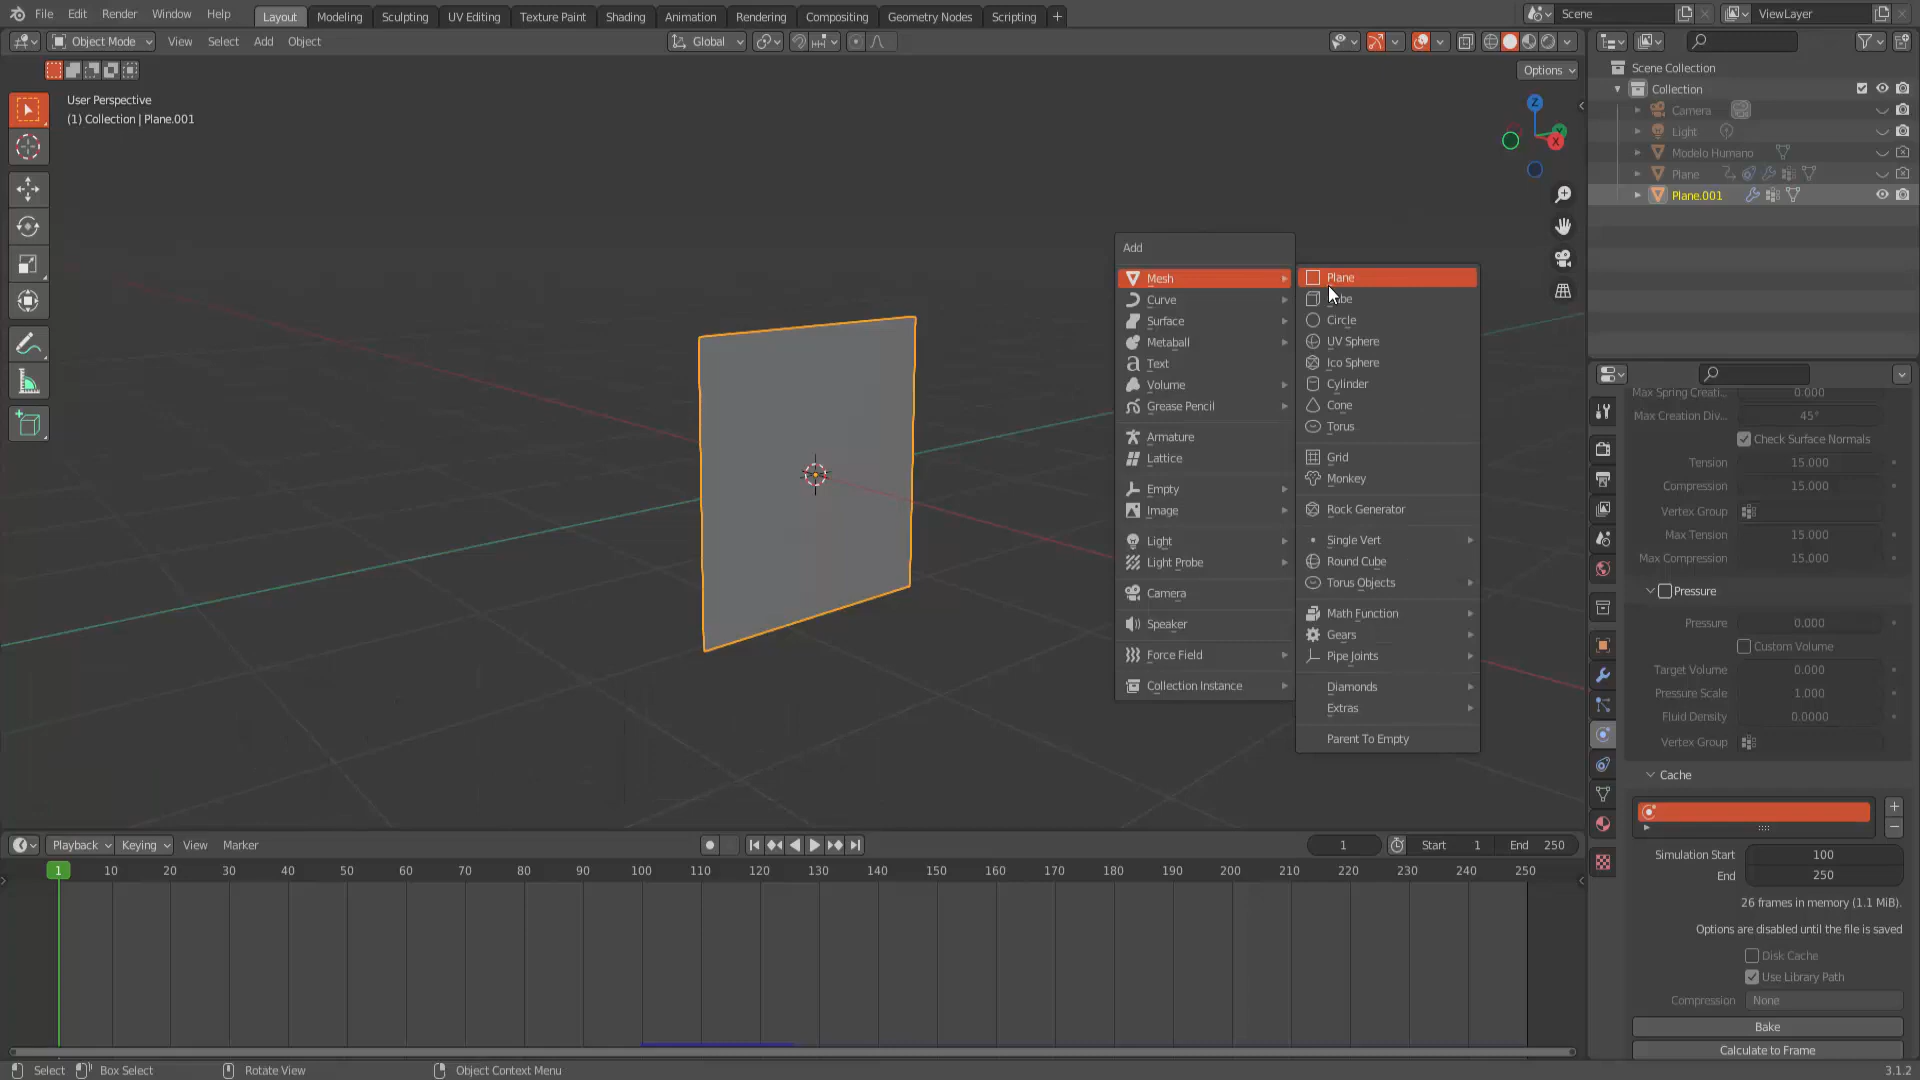 File Edit Render Window Help Layout Modeling Sculpting UV Editing Texture Paint Shading Animation Rendering Compositing Geometry Nodes Scripting + Scene ViewLayer
Object Mode View Select Add Object Global
Options
User Perspective
(1) Collection | Plane.001
Z
X
Scene Collection
Collection
Camera
Light
Modelo Humano
Plane
Plane.001
Add
Mesh
Curve
Surface
Metaball
Text
Volume
Grease Pencil
Armature
Lattice
Empty
Image
Light
Light Probe
Camera
Speaker
Force Field
Collection Instance
Plane
Circle
UV Sphere
Ico Sphere
Cylinder
Cone
Torus
Grid
Monkey
Rock Generator
Single Vert
Round Cube
Torus Objects
Math Function
Gears
Pipe Joints
Diamonds
Extras
Parent To Empty
Max Spring Creati... 0.000
Max Creation Div... 45°
Check Surface Normals
Tension 15.000
Compression 15.000
Vertex Group
Max Tension 15.000
Max Compression 15.000
Pressure
Pressure 0.000
Custom Volume
Target Volume 0.000
Pressure Scale 1.000
Fluid Density 0.0000
Vertex Group
Cache
Simulation Start 100
End 250
26 frames in memory (1.1 MiB).
Options are disabled until the file is saved
Disk Cache
Use Library Path
Compression None
Bake
Calculate to Frame
Playback Keying View Marker 1 Start 1 End 250
1 10 20 30 40 50 60 70 80 90 100 110 120 130 140 150 160 170 180 190 200 210 220 230 240 250
Select Box Select Rotate View Object Context Menu 3.1.2